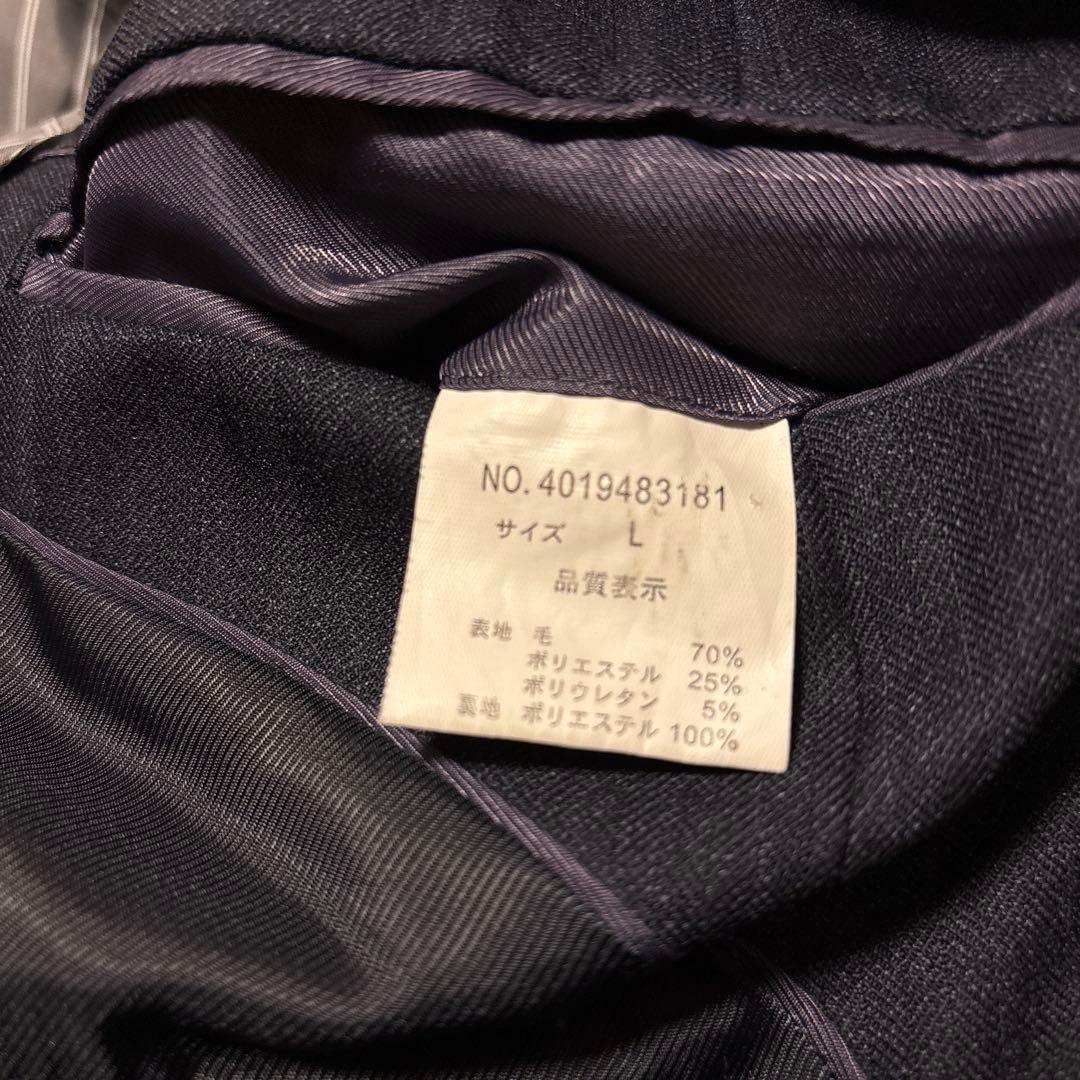 NO.4019483181
サイズ L
品質表示
表地 毛 70%
ポリエステル 25%
ポリウレタン 5%
裏地 ポリエステル 100%